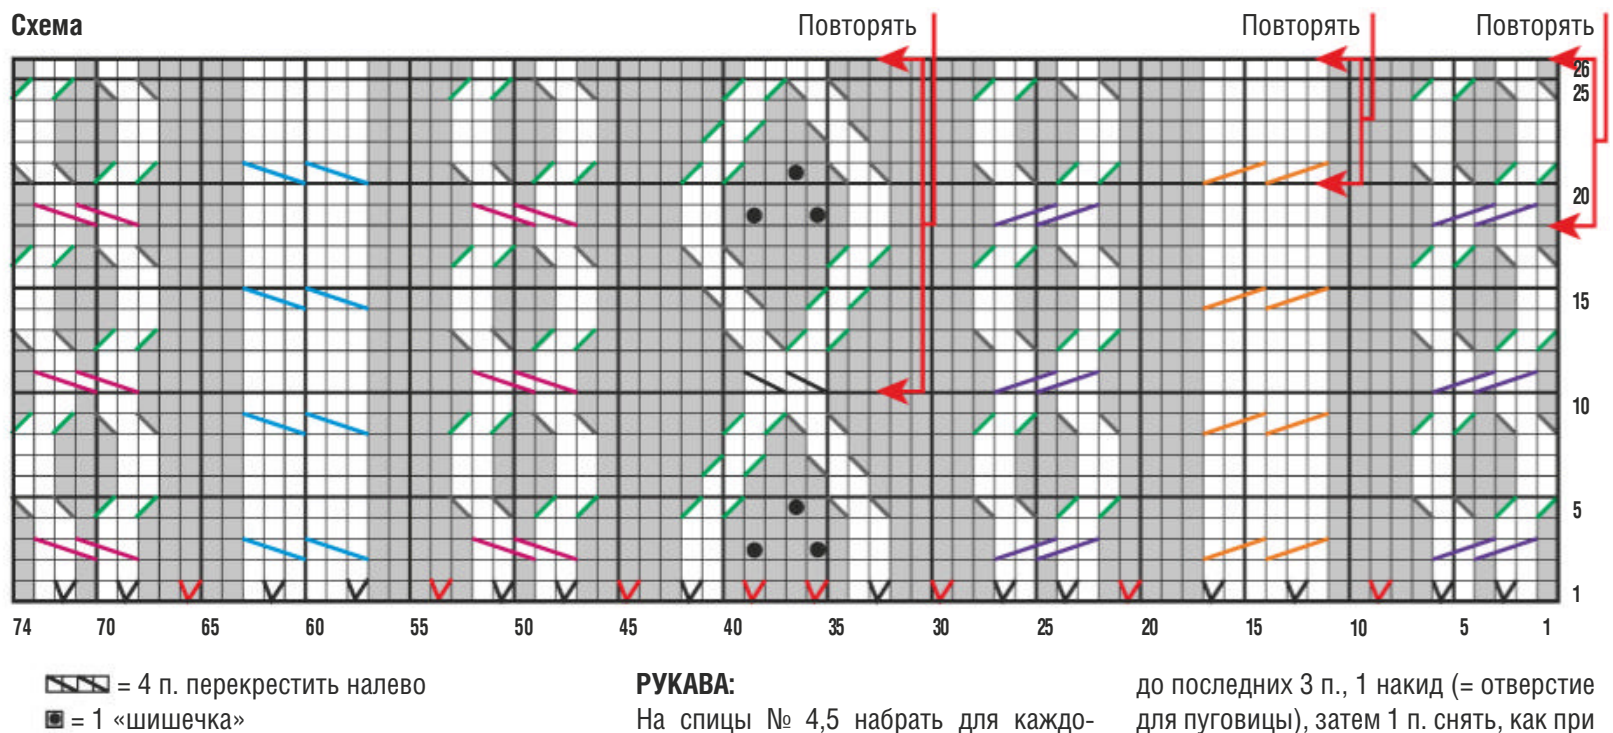 Схема
Повторять
Повторять
Повторять
26
25
20
15
10
5
1
74 70 65 60 55 50 45 40 35 30 25 20 15 10 5 1
= 4 п. перекрестить налево
= 1 «шишечка»
РУКАВА:
На спицы № 4,5 набрать для каждо-
до последних 3 п., 1 накид (= отверстие
для пуговицы), затем 1 п. снять, как при